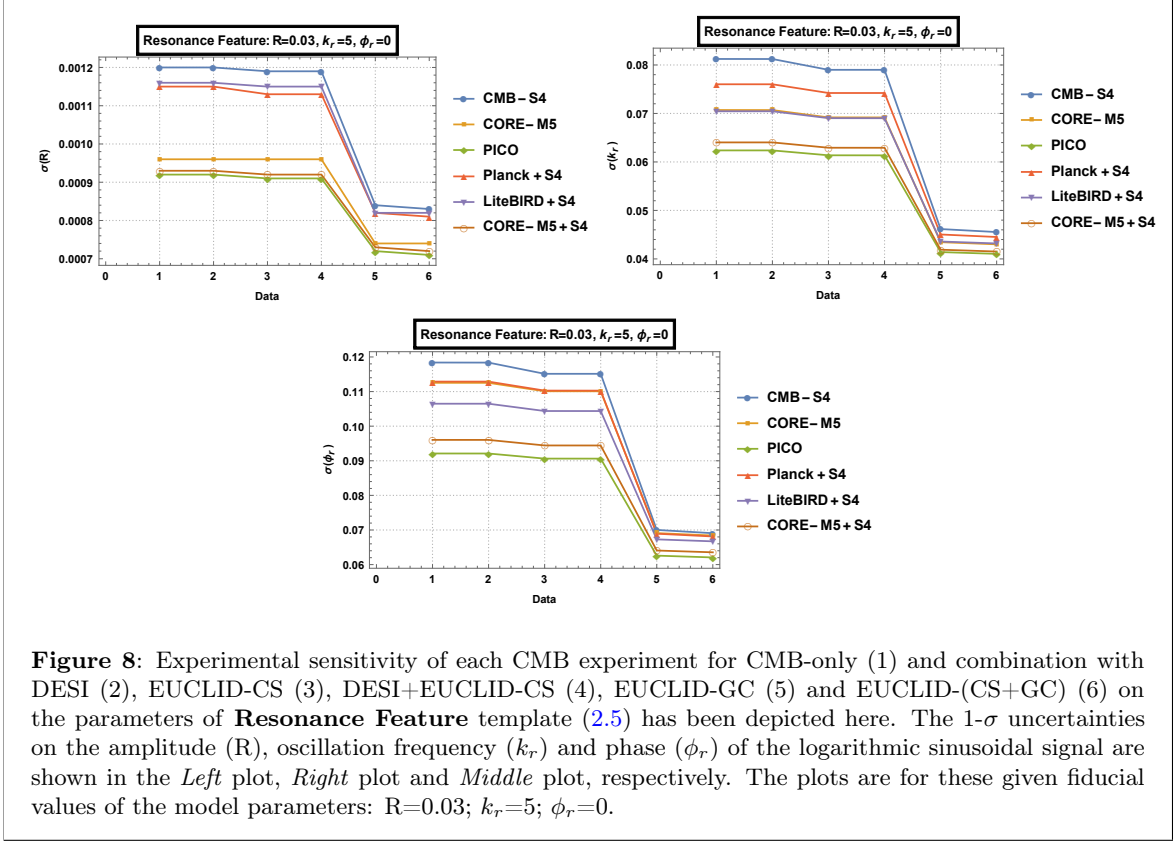 Resonance Feature: R=0.03, k_r=5, ϕ_r=0
σ(R)
0.0012
0.0011
0.0010
0.0009
0.0008
0.0007
0 1 2 3 4 5 6
Data
CMB-S4
CORE-M5
PICO
Planck + S4
LiteBIRD + S4
CORE-M5 + S4
Resonance Feature: R=0.03, k_r=5, ϕ_r=0
σ(k_r)
0.08
0.07
0.06
0.05
0.04
0 1 2 3 4 5 6
Data
CMB-S4
CORE-M5
PICO
Planck + S4
LiteBIRD + S4
CORE-M5 + S4
Resonance Feature: R=0.03, k_r=5, ϕ_r=0
σ(ϕ_r)
0.12
0.11
0.10
0.09
0.08
0.07
0.06
0 1 2 3 4 5 6
Data
CMB-S4
CORE-M5
PICO
Planck + S4
LiteBIRD + S4
CORE-M5 + S4
Figure 8: Experimental sensitivity of each CMB experiment for CMB-only (1) and combination with
DESI (2), EUCLID-CS (3), DESI+EUCLID-CS (4), EUCLID-GC (5) and EUCLID-(CS+GC) (6) on
the parameters of Resonance Feature template (2.5) has been depicted here. The 1-σ uncertainties
on the amplitude (R), oscillation frequency (k_r) and phase (ϕ_r) of the logarithmic sinusoidal signal are
shown in the Left plot, Right plot and Middle plot, respectively. The plots are for these given fiducial
values of the model parameters: R=0.03; k_r=5; ϕ_r=0.